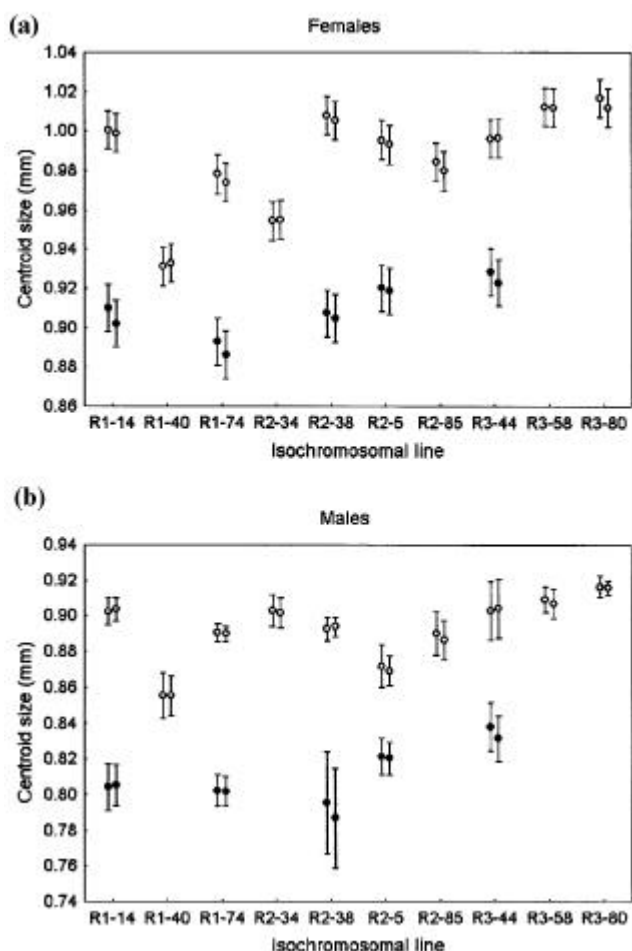 (a)
Females
Centroid size (mm)
1.04
1.02
1.00
0.98
0.96
0.94
0.92
0.90
0.88
0.86
R1-14 R1-40 R1-74 R2-34 R2-38 R2-5 R2-85 R3-44 R3-58 R3-80
Isochromosomal line
(b)
Males
Centroid size (mm)
0.94
0.92
0.90
0.88
0.86
0.84
0.82
0.80
0.78
0.76
0.74
R1-14 R1-40 R1-74 R2-34 R2-38 R2-5 R2-85 R3-44 R3-58 R3-80
Isochromosomal line